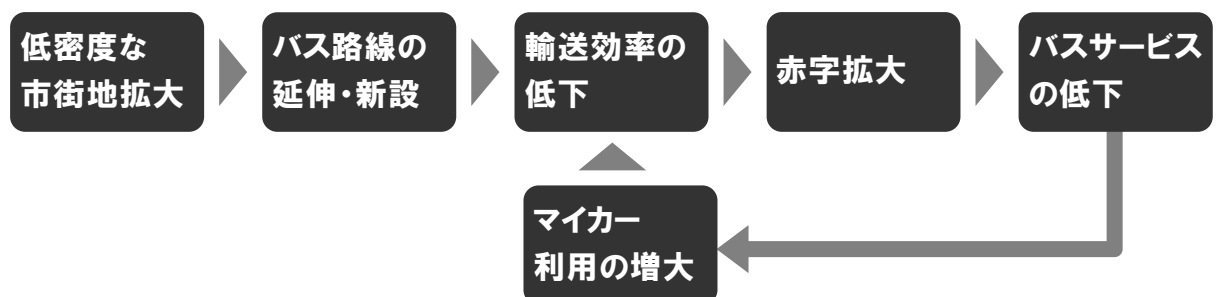 低密度な
市街地拡大
バス路線の
延伸・新設
輸送効率の
低下
赤字拡大
バスサービス
の低下
マイカー
利用の増大